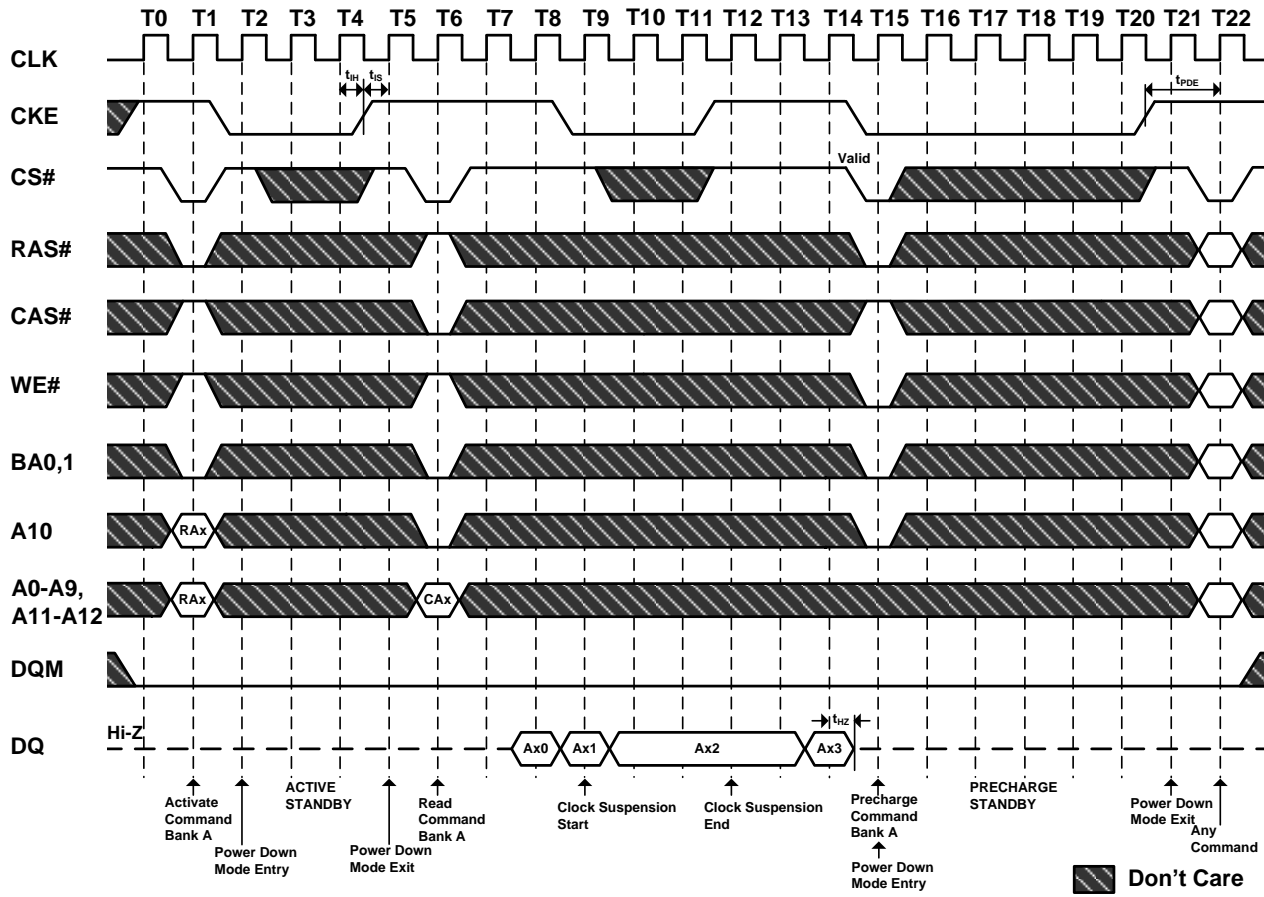 T0 T1 T2 T3 T4 T5 T6 T7 T8 T9 T10 T11 T12 T13 T14 T15 T16 T17 T18 T19 T20 T21 T22
CLK
tIH tIS tPDE
CKE
Valid
CS#
RAS#
CAS#
WE#
BA0,1
A10 RAx
A0-A9,
A11-A12
RAx CAx
DQM
Hi-Z tHZ
DQ Ax0 Ax1 Ax2 Ax3
Activate
Command
Bank A
Power Down
Mode Entry
ACTIVE
STANDBY
Power Down
Mode Exit
Read
Command
Bank A
Clock Suspension
Start
Clock Suspension
End
Precharge
Command
Bank A
Power Down
Mode Entry
PRECHARGE
STANDBY
Power Down
Mode Exit
Any
Command
Don't Care